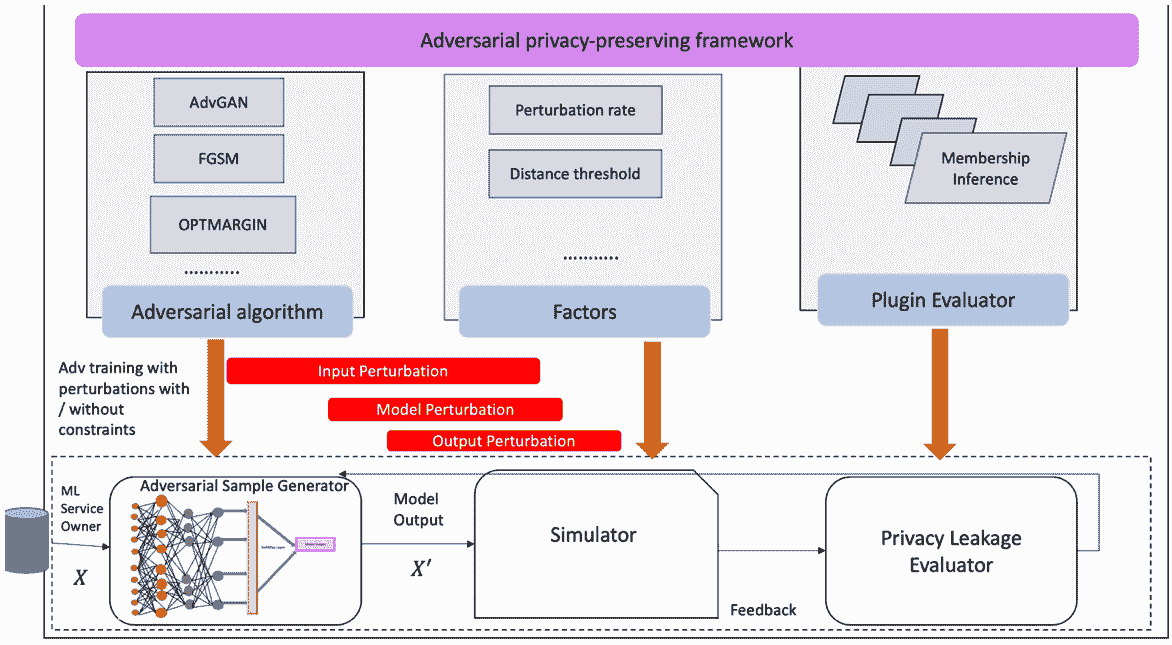 Adversarial privacy-preserving framework
AdvGAN
FGSM
OPTMARGIN
...........
Adversarial algorithm
Perturbation rate
Distance threshold
...........
Factors
Membership
Inference
Plugin Evaluator
Adv training with
perturbations with
/ without
constraints
Input Perturbation
Model Perturbation
Output Perturbation
ML
Service
Owner
X
Adversarial Sample Generator
Model
Output
X′
Simulator
Feedback
Privacy Leakage
Evaluator